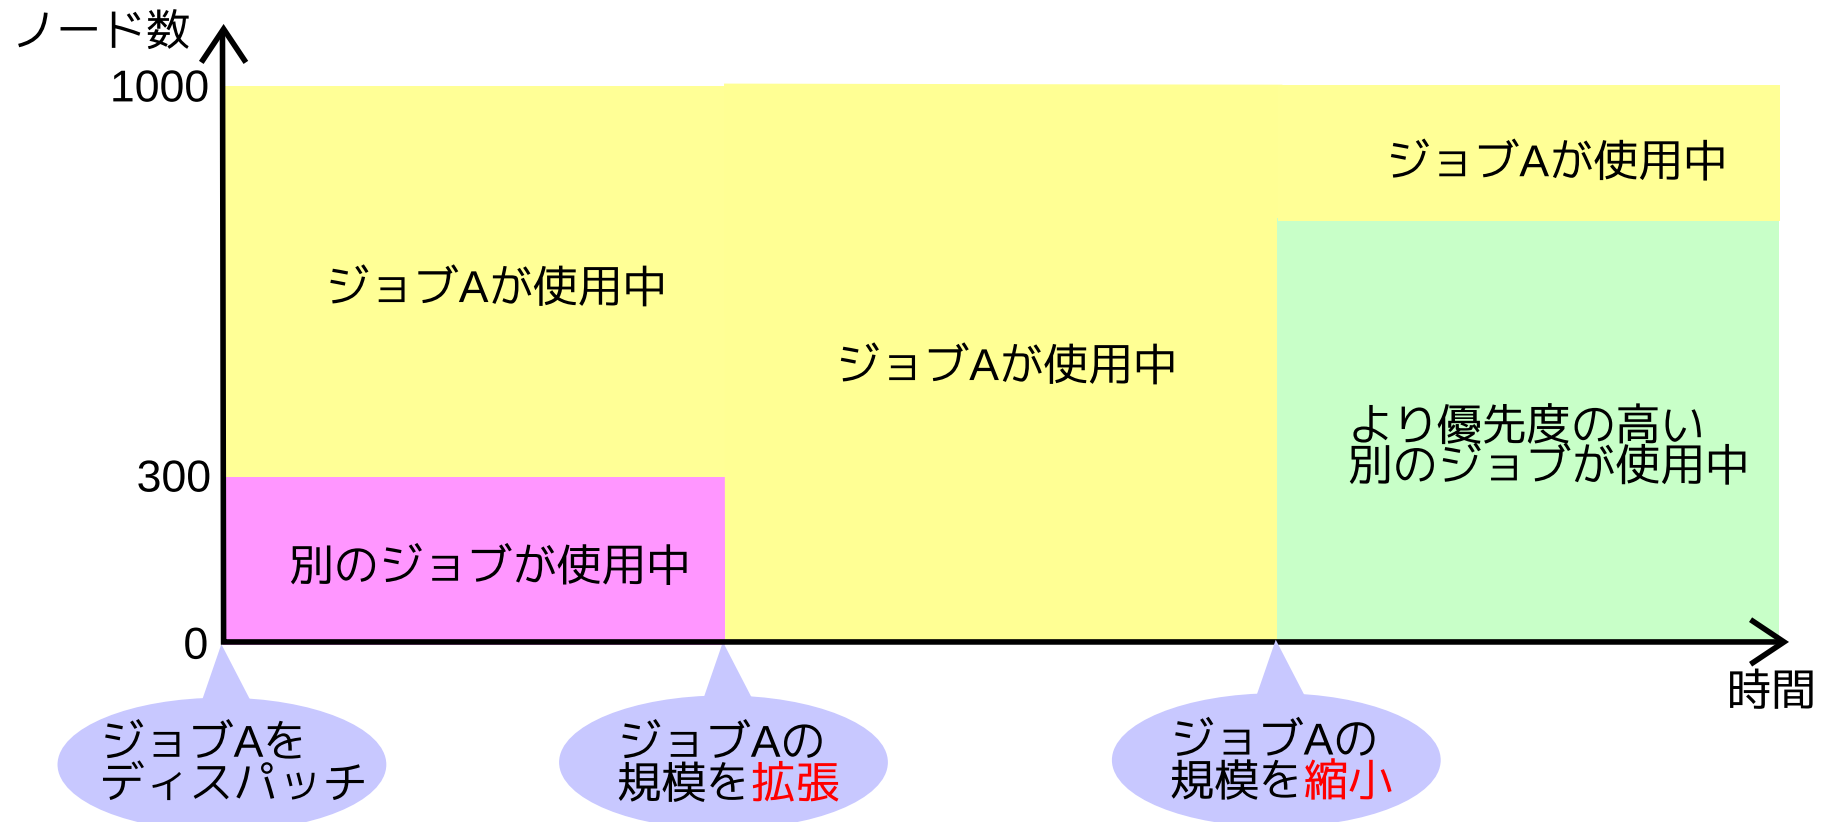 ノード数
1000
ジョブAが使用中
ジョブAが使用中
ジョブAが使用中
より優先度の高い
別のジョブが使用中
300
別のジョブが使用中
0
時間
ジョブAを
ディスパッチ
ジョブAの
規模を拡張
ジョブAの
規模を縮小